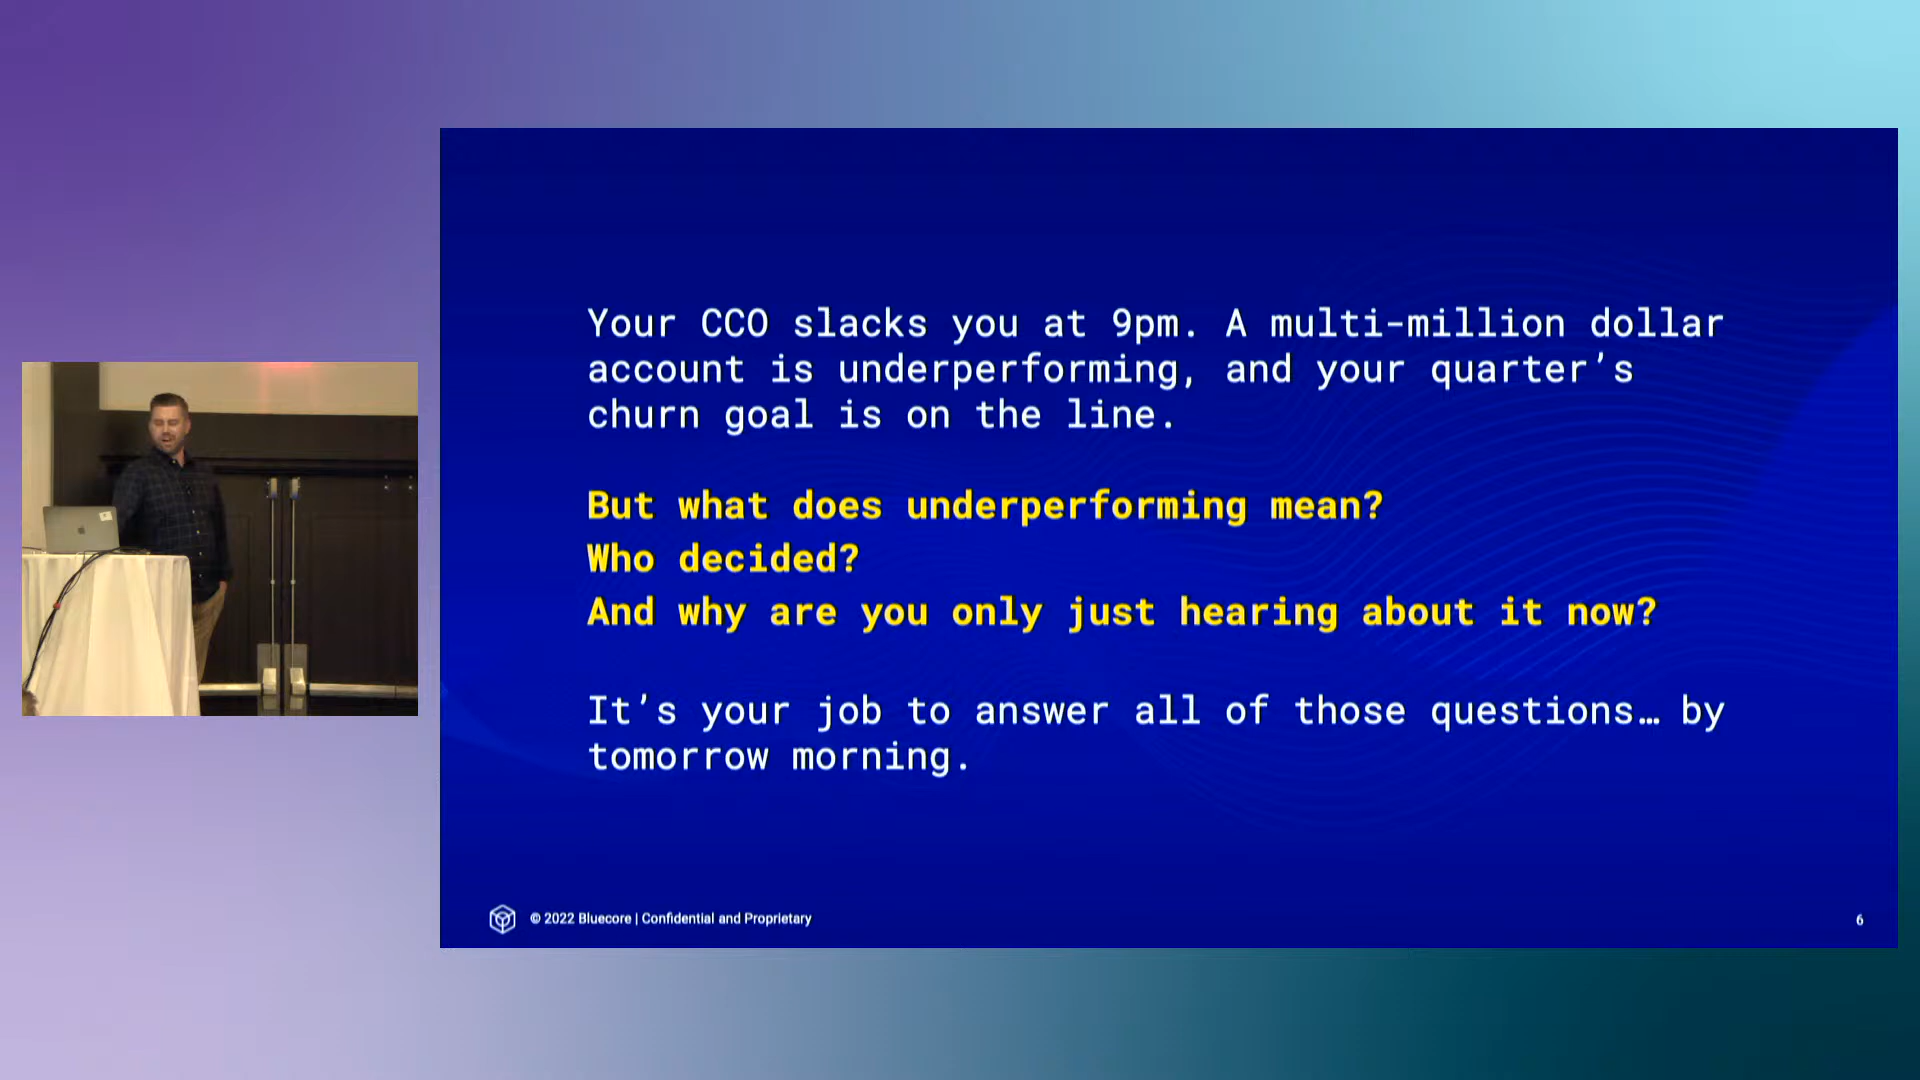 Your CCO slacks you at 9pm. A multi-million dollar
account is underperforming, and your quarter’s
churn goal is on the line.
But what does underperforming mean?
Who decided?
And why are you only just hearing about it now?
It’s your job to answer all of those questions… by
tomorrow morning.
© 2022 Bluecore | Confidential and Proprietary
6